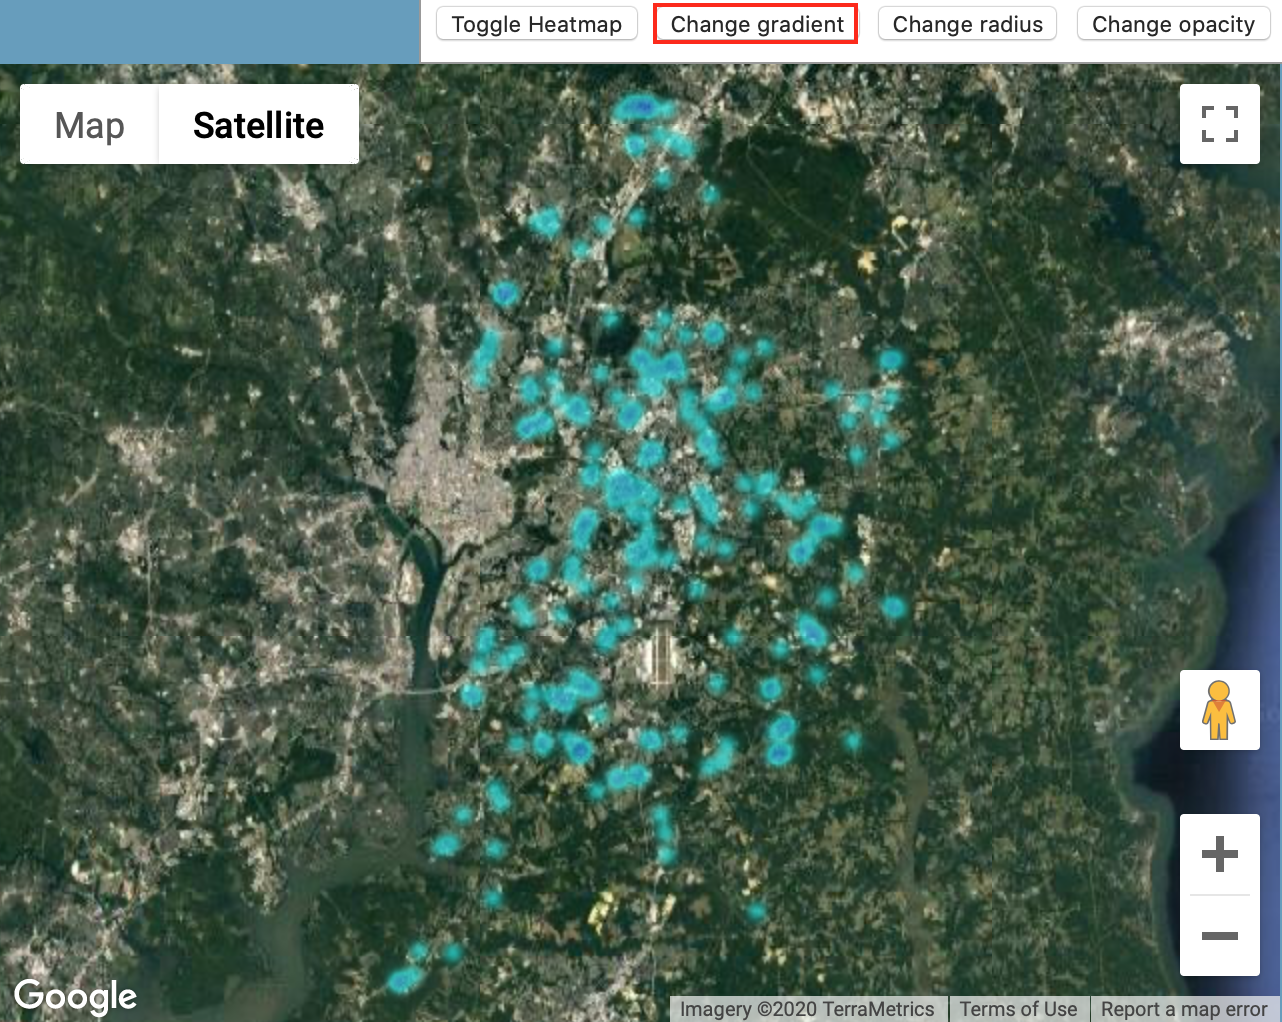 Toggle Heatmap Change gradient Change radius Change opacity
Map Satellite
Google
Imagery ©2020 TerraMetrics Terms of Use Report a map error